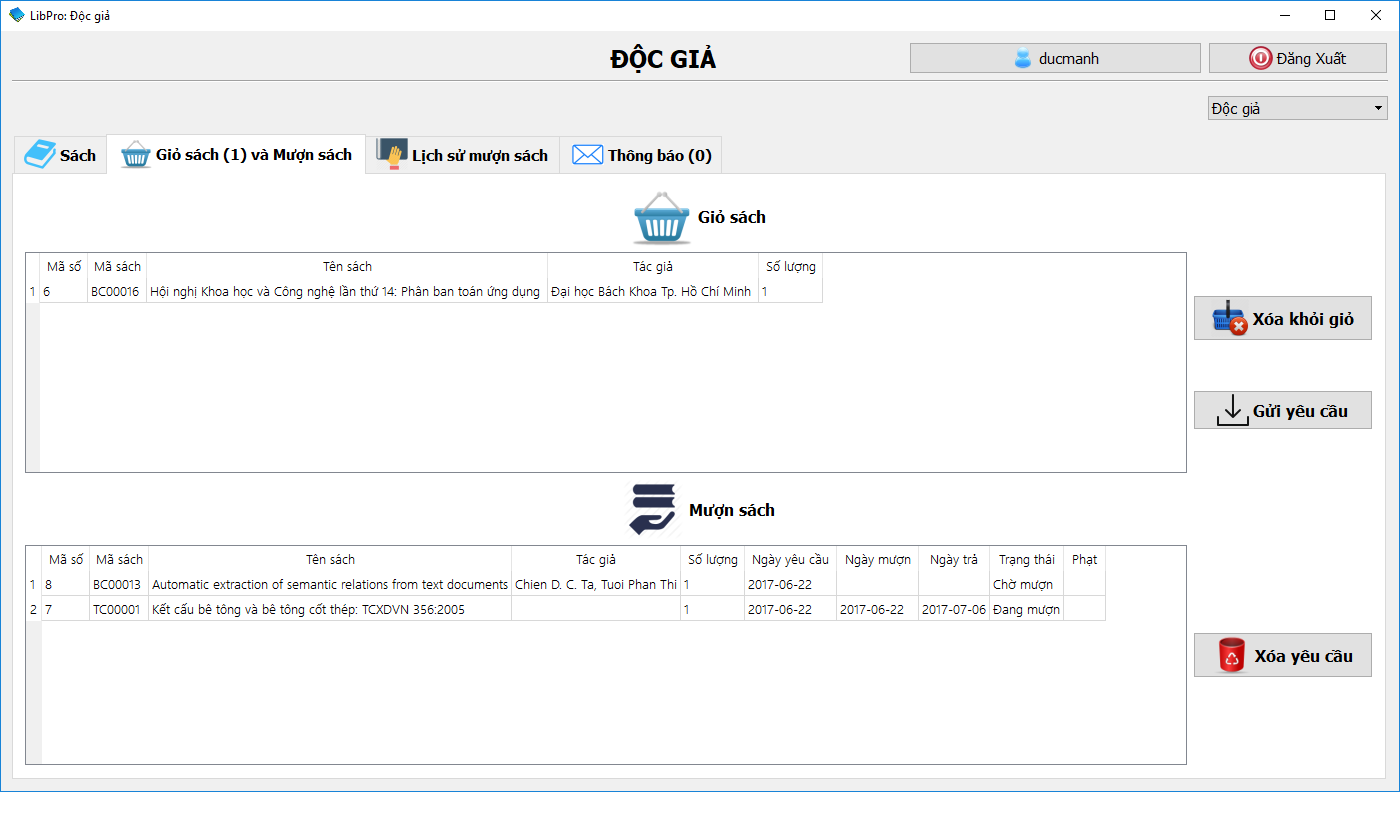 LibPro: Độc giả
ĐỘC GIẢ
ducmanh
Đăng Xuất
Độc giả
Sách
Giỏ sách (1) và Mượn sách
Lịch sử mượn sách
Thông báo (0)
Giỏ sách
Mã số Mã sách Tên sách Tác giả Số lượng
1 6 BC00016 Hội nghị Khoa học và Công nghệ lần thứ 14: Phân ban toán ứng dụng Đại học Bách Khoa Tp. Hồ Chí Minh 1
Xóa khỏi giỏ
Gửi yêu cầu
Mượn sách
Mã số Mã sách Tên sách Tác giả Số lượng Ngày yêu cầu Ngày mượn Ngày trả Trạng thái Phạt
1 8 BC00013 Automatic extraction of semantic relations from text documents Chien D. C. Ta, Tuoi Phan Thi 1 2017-06-22 Chờ mượn
2 7 TC00001 Kết cấu bê tông và bê tông cốt thép: TCXDVN 356:2005 1 2017-06-22 2017-06-22 2017-07-06 Đang mượn
Xóa yêu cầu